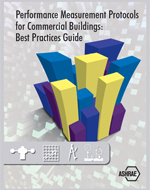 Performance Measurement Protocols
for Commercial Buildings:
Best Practices Guide
ASHRAE